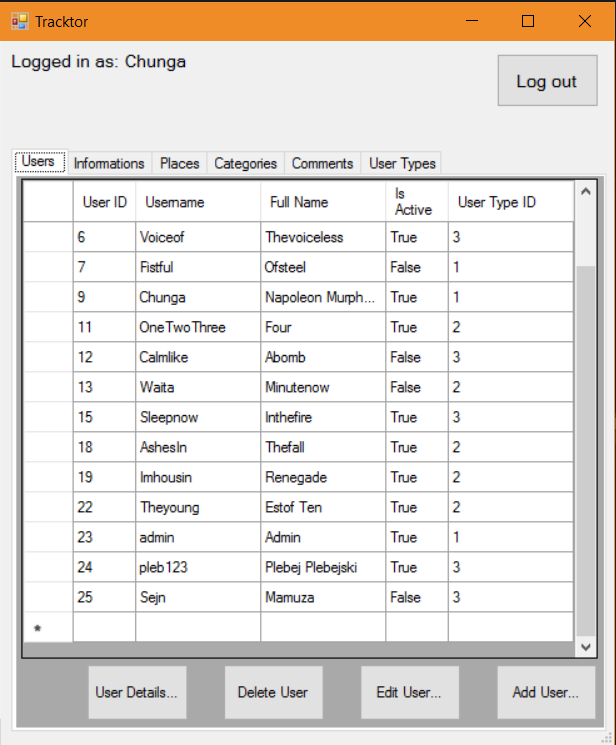 Tracktor
Logged in as: Chunga
Log out
Users Informations Places Categories Comments User Types
User ID Username Full Name Is Active User Type ID
6 Voiceof Thevoiceless True 3
7 Fistful Ofsteel False 1
9 Chunga Napoleon Murph... True 1
11 OneTwoThree Four True 2
12 Calmlike Abomb False 3
13 Waita Minutenow False 2
15 Sleepnow Inthefire True 3
18 AshesIn Thefall True 2
19 Imhousin Renegade True 2
22 Theyoung Estof Ten True 2
23 admin Admin True 1
24 pleb123 Plebej Plebejski True 3
25 Sejn Mamuza False 3
*
User Details... Delete User Edit User... Add User...